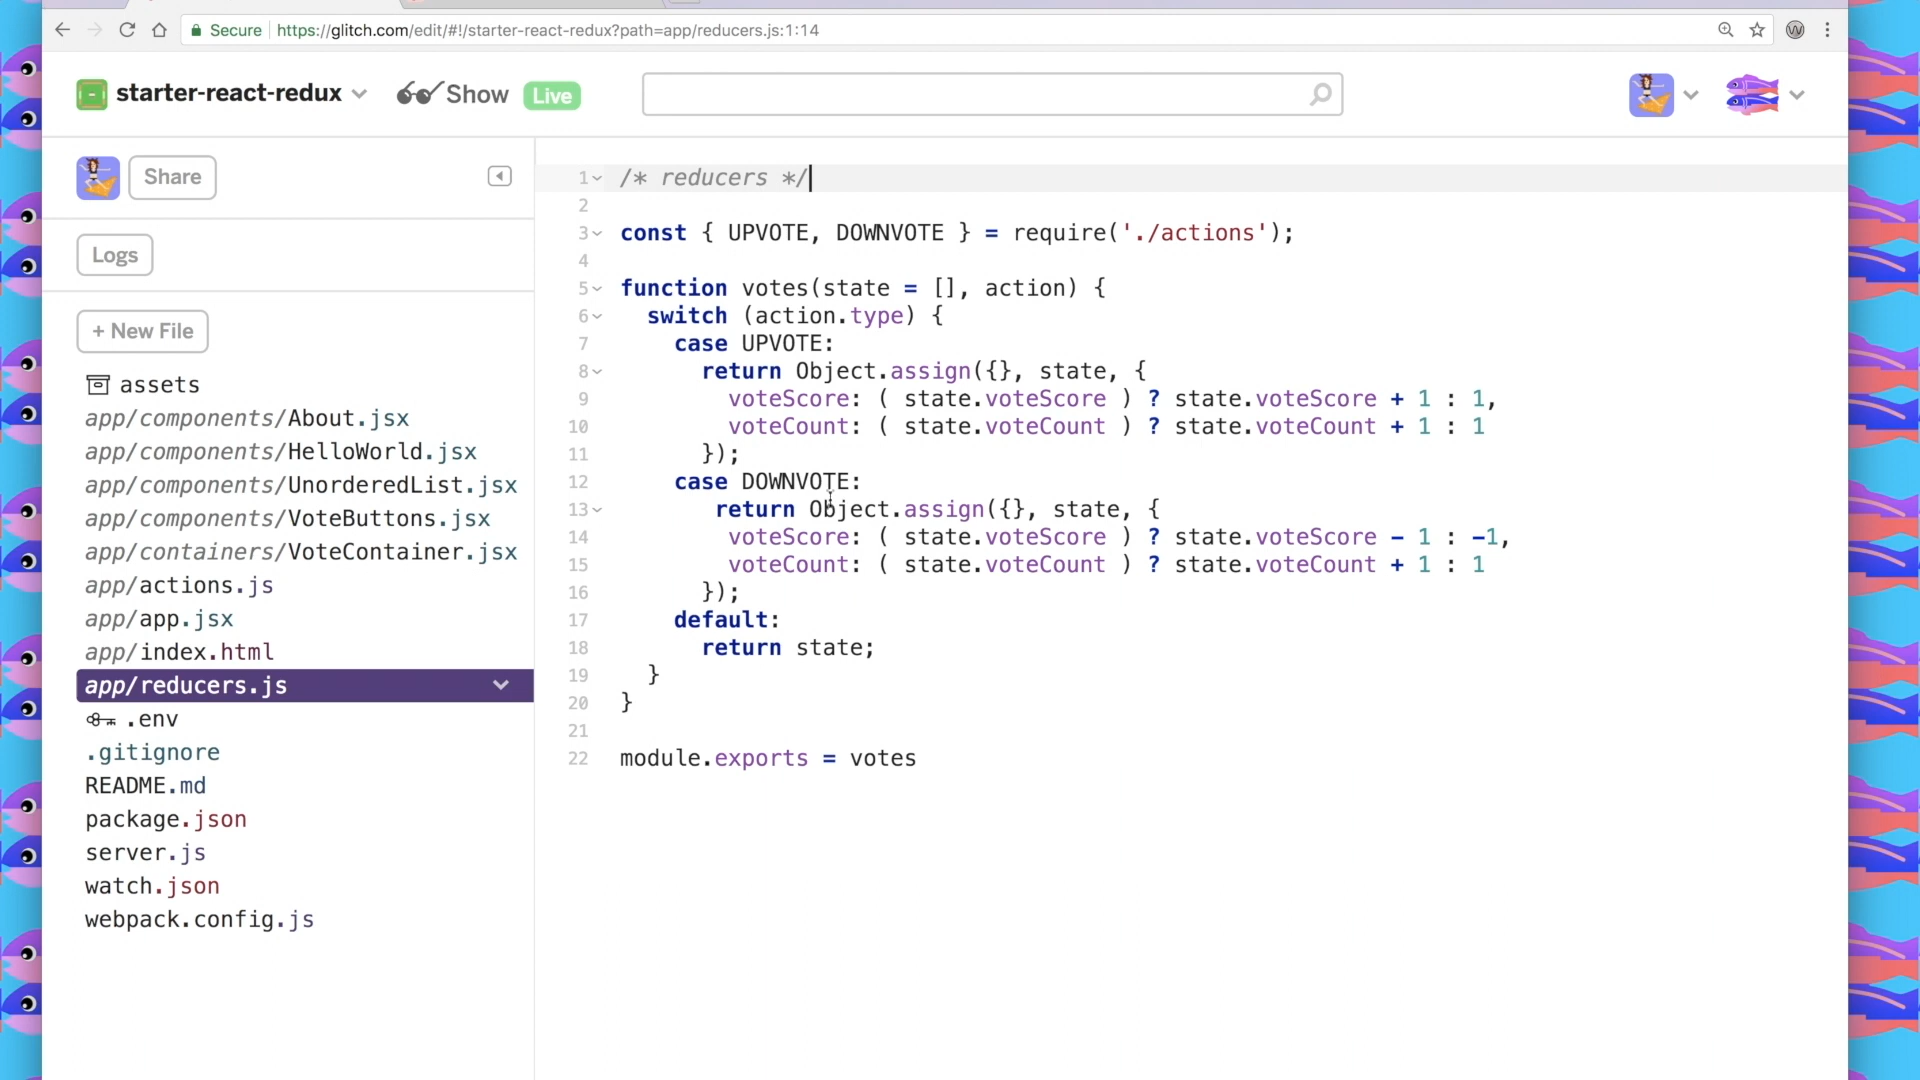 Secure https://glitch.com/edit/#!/starter-react-redux?path=app/reducers.js:1:14
starter-react-redux Show Live
Share
Logs
+ New File
assets
app/components/About.jsx
app/components/HelloWorld.jsx
app/components/UnorderedList.jsx
app/components/VoteButtons.jsx
app/containers/VoteContainer.jsx
app/actions.js
app/app.jsx
app/index.html
app/reducers.js
.env
.gitignore
README.md
package.json
server.js
watch.json
webpack.config.js
1 /* reducers */
2
3 const { UPVOTE, DOWNVOTE } = require('./actions');
4
5 function votes(state = [], action) {
6 switch (action.type) {
7 case UPVOTE:
8 return Object.assign({}, state, {
9 voteScore: ( state.voteScore ) ? state.voteScore + 1 : 1,
10 voteCount: ( state.voteCount ) ? state.voteCount + 1 : 1
11 });
12 case DOWNVOTE:
13 return Object.assign({}, state, {
14 voteScore: ( state.voteScore ) ? state.voteScore - 1 : -1,
15 voteCount: ( state.voteCount ) ? state.voteCount + 1 : 1
16 });
17 default:
18 return state;
19 }
20 }
21
22 module.exports = votes